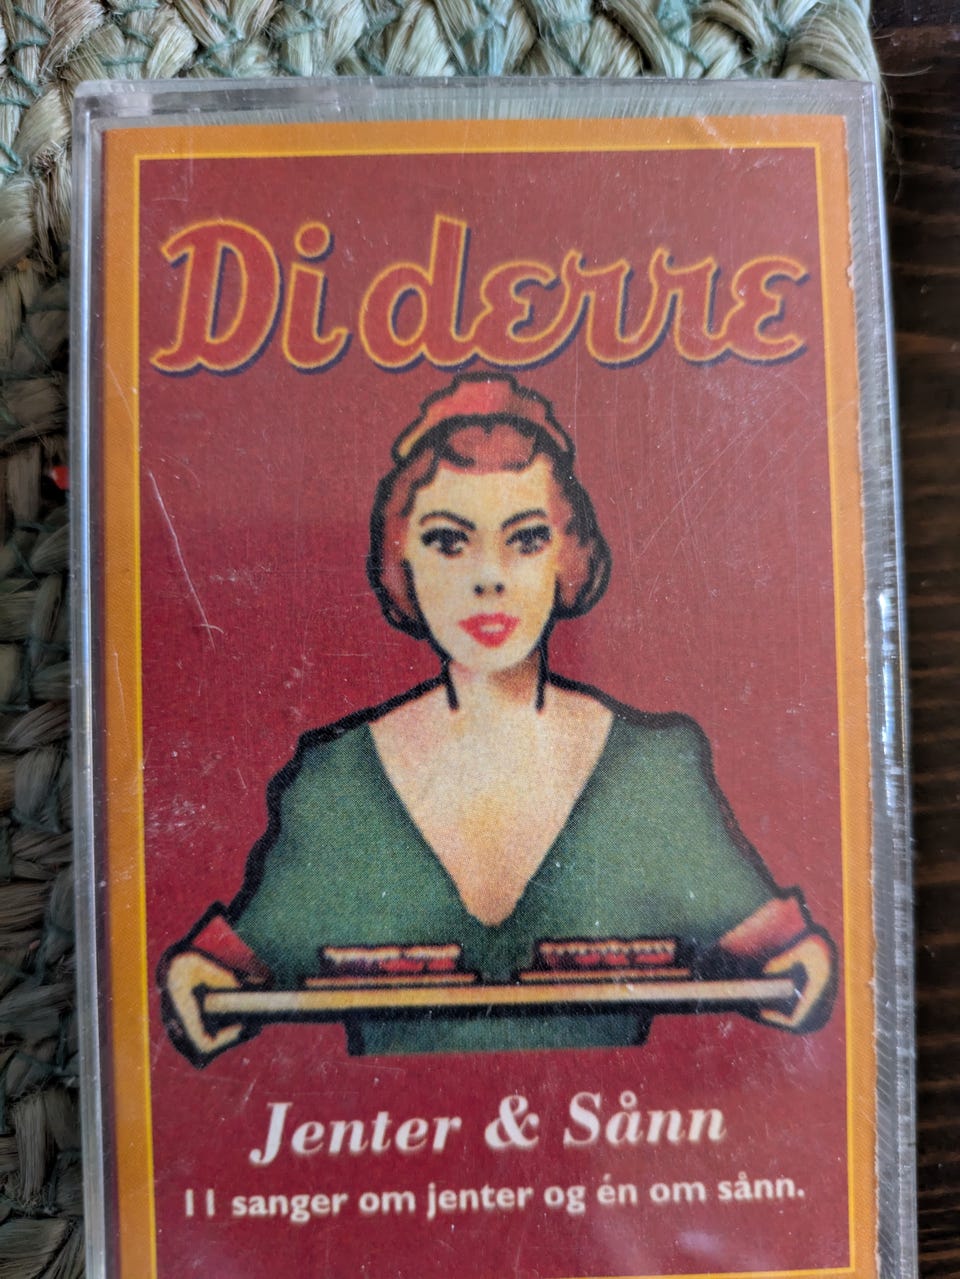 Di derre
Jenter & Sånn
11 sanger om jenter og én om sånn.